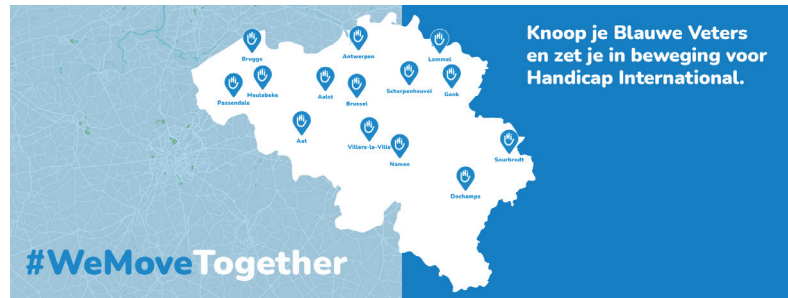 Knoop je Blauwe Veters
en zet je in beweging voor
Handicap International.
Brugge
Antwerpen
Lommel
Passendale
Meulebeke
Aalst
Brussel
Scherpenheuvel
Genk
Aat
Villers-la-Ville
Namen
Sourbrodt
Dochamps
#WeMoveTogether